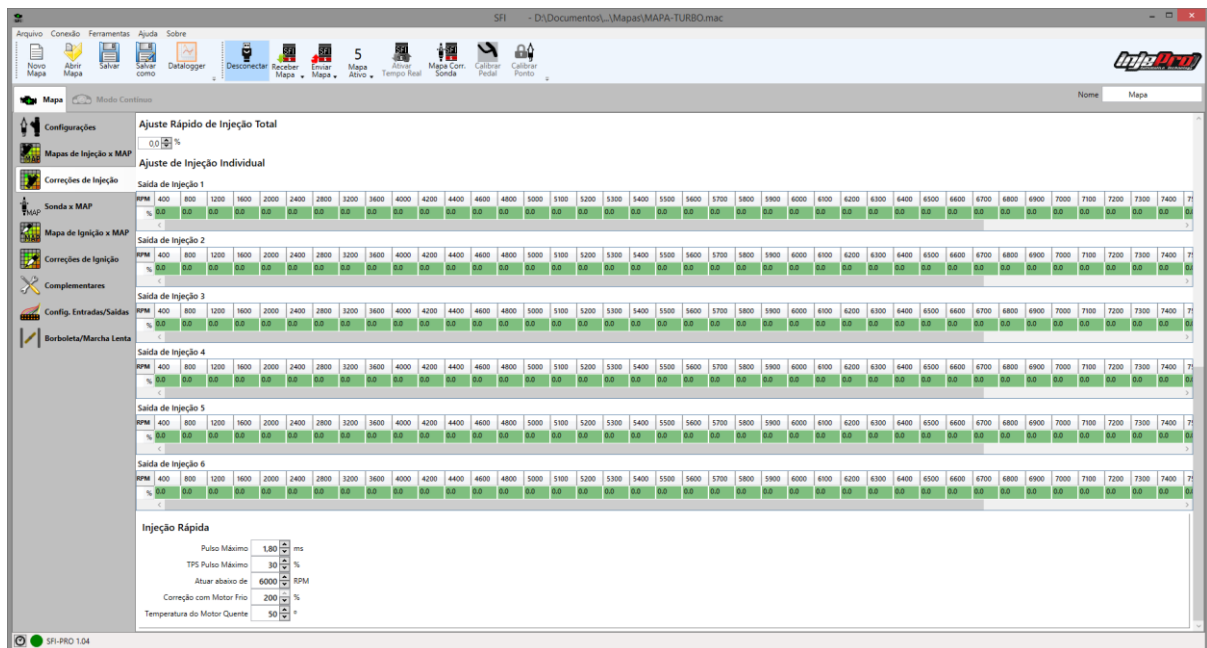 SFI - D:\Documentos\...\Mapas\MAPA-TURBO.mac
Arquivo Conexão Ferramentas Ajuda Sobre
Novo Mapa Abrir Mapa Salvar Salvar como Datalogger Desconectar Receber Mapa Enviar Mapa 5 Mapa Ativo Ativar Tempo Real Mapa Corr. Sonda Calibrar Pedal Calibrar Ponto InjePro
Mapa Modo Contínuo Nome Mapa
Configurações
Mapas de Injeção x MAP
Correções de Injeção
Sonda x MAP
Mapa de Ignição x MAP
Correções de Ignição
Complementares
Config. Entradas/Saídas
Borboleta/Marcha Lenta
Ajuste Rápido de Injeção Total
0,0 %
Ajuste de Injeção Individual
Saída de Injeção 1
RPM 400 800 1200 1600 2000 2400 2800 3200 3600 4000 4200 4400 4600 4800 5000 5100 5200 5300 5400 5500 5600 5700 5800 5900 6000 6100 6200 6300 6400 6500 6600 6700 6800 6900 7000 7100 7200 7300 7400
% 0.0 0.0 0.0 0.0 0.0 0.0 0.0 0.0 0.0 0.0 0.0 0.0 0.0 0.0 0.0 0.0 0.0 0.0 0.0 0.0 0.0 0.0 0.0 0.0 0.0 0.0 0.0 0.0 0.0 0.0 0.0 0.0 0.0 0.0 0.0 0.0 0.0 0.0 0.0
Saída de Injeção 2
RPM 400 800 1200 1600 2000 2400 2800 3200 3600 4000 4200 4400 4600 4800 5000 5100 5200 5300 5400 5500 5600 5700 5800 5900 6000 6100 6200 6300 6400 6500 6600 6700 6800 6900 7000 7100 7200 7300 7400
% 0.0 0.0 0.0 0.0 0.0 0.0 0.0 0.0 0.0 0.0 0.0 0.0 0.0 0.0 0.0 0.0 0.0 0.0 0.0 0.0 0.0 0.0 0.0 0.0 0.0 0.0 0.0 0.0 0.0 0.0 0.0 0.0 0.0 0.0 0.0 0.0 0.0 0.0 0.0
Saída de Injeção 3
RPM 400 800 1200 1600 2000 2400 2800 3200 3600 4000 4200 4400 4600 4800 5000 5100 5200 5300 5400 5500 5600 5700 5800 5900 6000 6100 6200 6300 6400 6500 6600 6700 6800 6900 7000 7100 7200 7300 7400
% 0.0 0.0 0.0 0.0 0.0 0.0 0.0 0.0 0.0 0.0 0.0 0.0 0.0 0.0 0.0 0.0 0.0 0.0 0.0 0.0 0.0 0.0 0.0 0.0 0.0 0.0 0.0 0.0 0.0 0.0 0.0 0.0 0.0 0.0 0.0 0.0 0.0 0.0 0.0
Saída de Injeção 4
RPM 400 800 1200 1600 2000 2400 2800 3200 3600 4000 4200 4400 4600 4800 5000 5100 5200 5300 5400 5500 5600 5700 5800 5900 6000 6100 6200 6300 6400 6500 6600 6700 6800 6900 7000 7100 7200 7300 7400
% 0.0 0.0 0.0 0.0 0.0 0.0 0.0 0.0 0.0 0.0 0.0 0.0 0.0 0.0 0.0 0.0 0.0 0.0 0.0 0.0 0.0 0.0 0.0 0.0 0.0 0.0 0.0 0.0 0.0 0.0 0.0 0.0 0.0 0.0 0.0 0.0 0.0 0.0 0.0
Saída de Injeção 5
RPM 400 800 1200 1600 2000 2400 2800 3200 3600 4000 4200 4400 4600 4800 5000 5100 5200 5300 5400 5500 5600 5700 5800 5900 6000 6100 6200 6300 6400 6500 6600 6700 6800 6900 7000 7100 7200 7300 7400
% 0.0 0.0 0.0 0.0 0.0 0.0 0.0 0.0 0.0 0.0 0.0 0.0 0.0 0.0 0.0 0.0 0.0 0.0 0.0 0.0 0.0 0.0 0.0 0.0 0.0 0.0 0.0 0.0 0.0 0.0 0.0 0.0 0.0 0.0 0.0 0.0 0.0 0.0 0.0
Saída de Injeção 6
RPM 400 800 1200 1600 2000 2400 2800 3200 3600 4000 4200 4400 4600 4800 5000 5100 5200 5300 5400 5500 5600 5700 5800 5900 6000 6100 6200 6300 6400 6500 6600 6700 6800 6900 7000 7100 7200 7300 7400
% 0.0 0.0 0.0 0.0 0.0 0.0 0.0 0.0 0.0 0.0 0.0 0.0 0.0 0.0 0.0 0.0 0.0 0.0 0.0 0.0 0.0 0.0 0.0 0.0 0.0 0.0 0.0 0.0 0.0 0.0 0.0 0.0 0.0 0.0 0.0 0.0 0.0 0.0 0.0
Injeção Rápida
Pulso Máximo 1,80 ms
TPS Pulso Máximo 30 %
Atuar abaixo de 6000 RPM
Correção com Motor Frio 200 %
Temperatura do Motor Quente 50 °
SFI-PRO 1.04